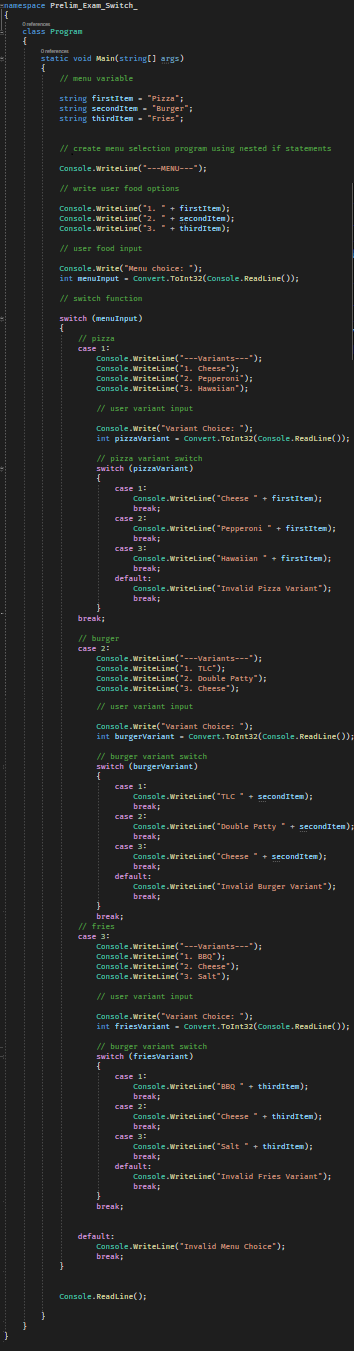 namespace Prelim_Exam_Switch_
{
0 references
class Program
{
0 references
static void Main(string[] args)
{
// menu variable
string firstItem = "Pizza";
string secondItem = "Burger";
string thirdItem = "Fries";
// create menu selection program using nested if statements
Console.WriteLine("---MENU---");
// write user food options
Console.WriteLine("1. " + firstItem);
Console.WriteLine("2. " + secondItem);
Console.WriteLine("3. " + thirdItem);
// user food input
Console.Write("Menu choice: ");
int menuInput = Convert.ToInt32(Console.ReadLine());
// switch function
switch (menuInput)
{
// pizza
case 1:
Console.WriteLine("---Variants---");
Console.WriteLine("1. Cheese");
Console.WriteLine("2. Pepperoni");
Console.WriteLine("3. Hawaiian");
// user variant input
Console.Write("Variant Choice: ");
int pizzaVariant = Convert.ToInt32(Console.ReadLine());
// pizza variant switch
switch (pizzaVariant)
{
case 1:
Console.WriteLine("Cheese " + firstItem);
break;
case 2:
Console.WriteLine("Pepperoni " + firstItem);
break;
case 3:
Console.WriteLine("Hawaiian " + firstItem);
break;
default:
Console.WriteLine("Invalid Pizza Variant");
break;
}
break;
// burger
case 2:
Console.WriteLine("---Variants---");
Console.WriteLine("1. TLC");
Console.WriteLine("2. Double Patty");
Console.WriteLine("3. Cheese");
// user variant input
Console.Write("Variant Choice: ");
int burgerVariant = Convert.ToInt32(Console.ReadLine());
// burger variant switch
switch (burgerVariant)
{
case 1:
Console.WriteLine("TLC " + secondItem);
break;
case 2:
Console.WriteLine("Double Patty " + secondItem);
break;
case 3:
Console.WriteLine("Cheese " + secondItem);
break;
default:
Console.WriteLine("Invalid Burger Variant");
break;
}
break;
// fries
case 3:
Console.WriteLine("---Variants---");
Console.WriteLine("1. BBQ");
Console.WriteLine("2. Cheese");
Console.WriteLine("3. Salt");
// user variant input
Console.Write("Variant Choice: ");
int friesVariant = Convert.ToInt32(Console.ReadLine());
// burger variant switch
switch (friesVariant)
{
case 1:
Console.WriteLine("BBQ " + thirdItem);
break;
case 2:
Console.WriteLine("Cheese " + thirdItem);
break;
case 3:
Console.WriteLine("Salt " + thirdItem);
break;
default:
Console.WriteLine("Invalid Fries Variant");
break;
}
break;
default:
Console.WriteLine("Invalid Menu Choice");
break;
}
Console.ReadLine();
}
}
}